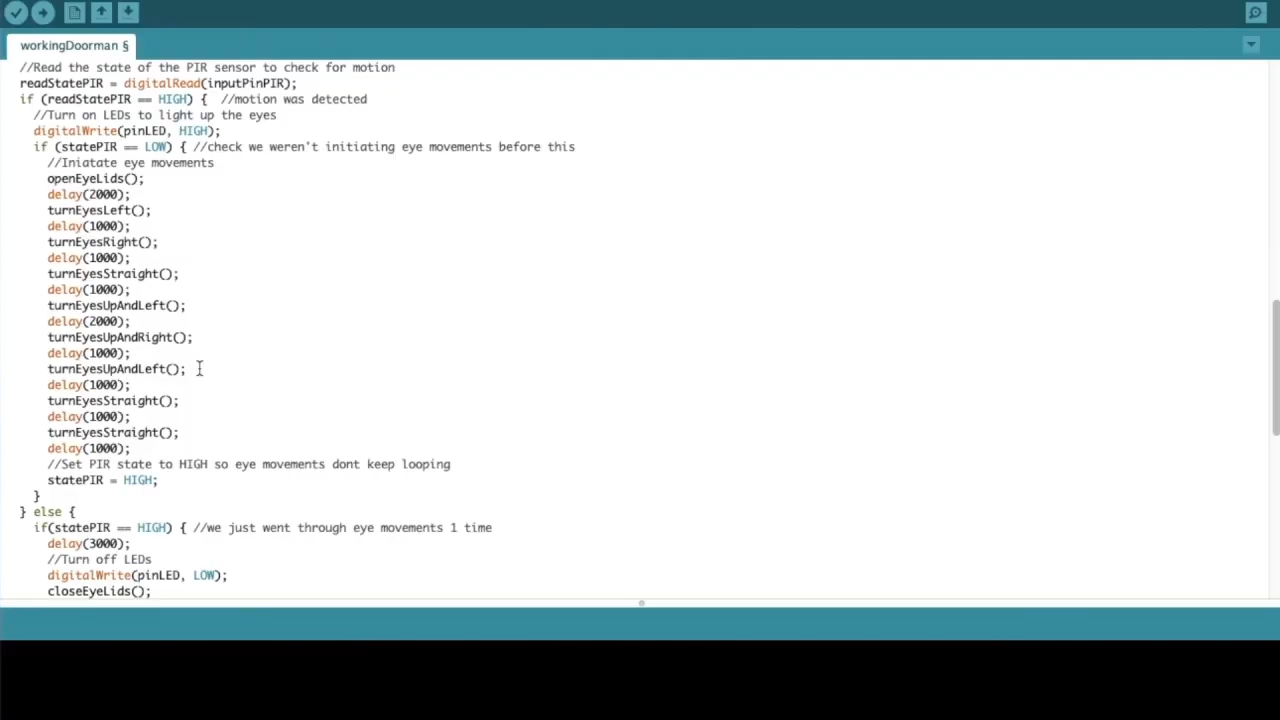 workingDoorman §
//Read the state of the PIR sensor to check for motion
readStatePIR = digitalRead(inputPinPIR);
if (readStatePIR == HIGH) {  //motion was detected
//Turn on LEDs to light up the eyes
digitalWrite(pinLED, HIGH);
if (statePIR == LOW) { //check we weren't initiating eye movements before this
//Iniatate eye movements
openEyeLids();
delay(2000);
turnEyesLeft();
delay(1000);
turnEyesRight();
delay(1000);
turnEyesStraight();
delay(1000);
turnEyesUpAndLeft();
delay(2000);
turnEyesUpAndRight();
delay(1000);
turnEyesUpAndLeft();
delay(1000);
turnEyesStraight();
delay(1000);
turnEyesStraight();
delay(1000);
//Set PIR state to HIGH so eye movements dont keep looping
statePIR = HIGH;
}
} else {
if(statePIR == HIGH) { //we just went through eye movements 1 time
delay(3000);
//Turn off LEDs
digitalWrite(pinLED, LOW);
closeEyeLids();